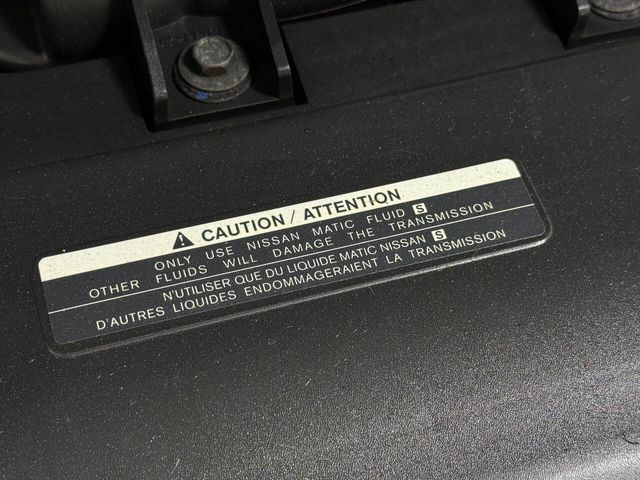 CAUTION / ATTENTION
ONLY USE NISSAN MATIC FLUID S
OTHER FLUIDS WILL DAMAGE THE TRANSMISSION
N'UTILISER QUE DU LIQUIDE MATIC NISSAN S
D'AUTRES LIQUIDES ENDOMMAGERAIENT LA TRANSMISSION